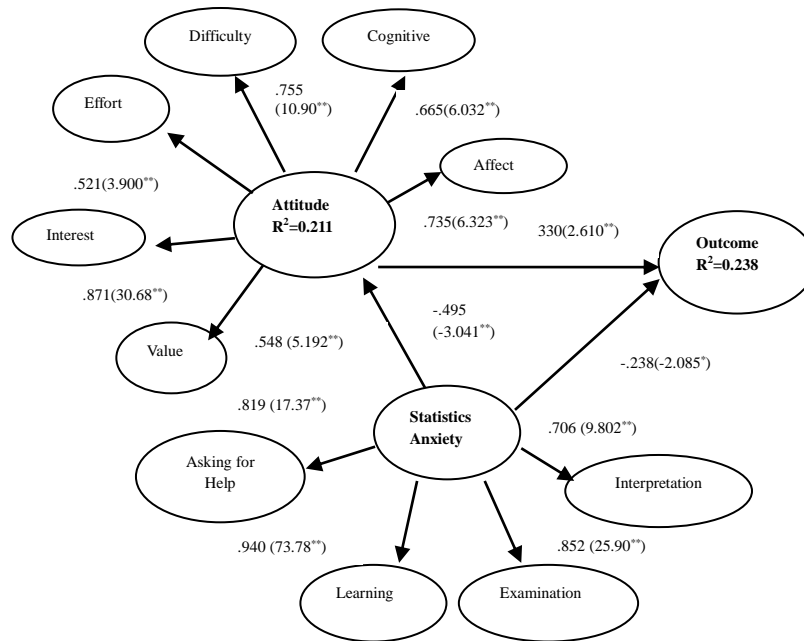 Difficulty
Cognitive
.755
(10.90**)
.665(6.032**)
Effort
Affect
.521(3.900**)
Attitude
R²=0.211
.735(6.323**)
330(2.610**)
Interest
Outcome
R²=0.238
.871(30.68**)
-.495
(-3.041**)
Value
.548 (5.192**)
-.238(-2.085*)
.819 (17.37**)
Statistics
Anxiety
.706 (9.802**)
Asking for
Help
Interpretation
.940 (73.78**)
.852 (25.90**)
Learning
Examination